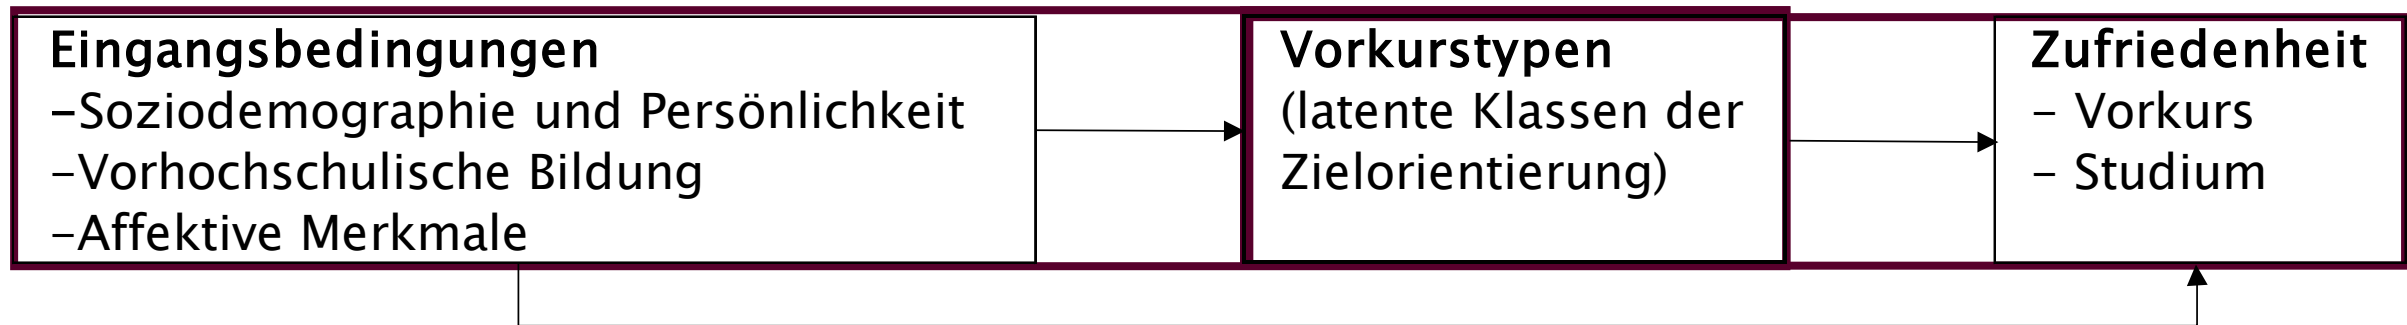 Eingangsbedingungen
-Soziodemographie und Persönlichkeit
-Vorhochschulische Bildung
-Affektive Merkmale
Vorkurstypen
(latente Klassen der
Zielorientierung)
Zufriedenheit
- Vorkurs
- Studium